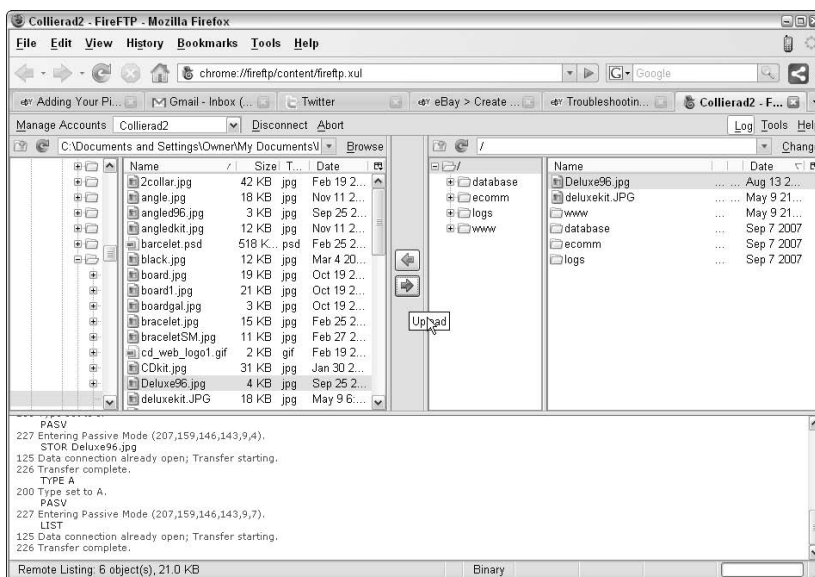 Collierad2 - FireFTP - Mozilla Firefox
File Edit View History Bookmarks Tools Help
chrome://fireftp/content/fireftp.xul
G Google
Adding Your Pi...
Gmail - Inbox (...
Twitter
eBay > Create ...
Troubleshootin...
Collierad2 - F...
Manage Accounts Collierad2 Disconnect Abort
Log Tools Hel
C:\Documents and Settings\Owner\My Documents\I Browse
/ Chang
Name Size T... Date
2collar.jpg 42 KB jpg Feb 19 2...
angle.jpg 18 KB jpg Nov 11 2...
angled96.jpg 3 KB jpg Sep 25 2...
angledkit.jpg 12 KB jpg Nov 11 2...
barcelet.psd 518 K... psd Feb 25 2...
black.jpg 12 KB jpg Mar 4 20...
board.jpg 19 KB jpg Oct 19 2...
board1.jpg 21 KB jpg Oct 19 2...
boardgal.jpg 3 KB jpg Oct 19 2...
bracelet.jpg 15 KB jpg Feb 25 2...
braceletSM.jpg 11 KB jpg Feb 27 2...
cd_web_logo1.gif 2 KB gif Feb 19 2...
CDkit.jpg 31 KB jpg Jan 30 2...
Deluxe96.jpg 4 KB jpg Sep 25 2...
deluxekit.JPG 18 KB jpg May 9 6:...
Upload
/
database
ecomm
logs
www
Name Date
Deluxe96.jpg ... ... Aug 13 2...
deluxekit.JPG ... ... May 9 21...
www ... May 9 21...
database ... Sep 7 2007
ecomm ... Sep 7 2007
logs ... Sep 7 2007
PASV
227 Entering Passive Mode (207,159,146,143,9,4).
STOR Deluxe96.jpg
125 Data connection already open; Transfer starting.
226 Transfer complete.
TYPE A
200 Type set to A.
PASV
227 Entering Passive Mode (207,159,146,143,9,7).
LIST
125 Data connection already open; Transfer starting.
226 Transfer complete.
Remote Listing: 6 object(s), 21.0 KB
Binary